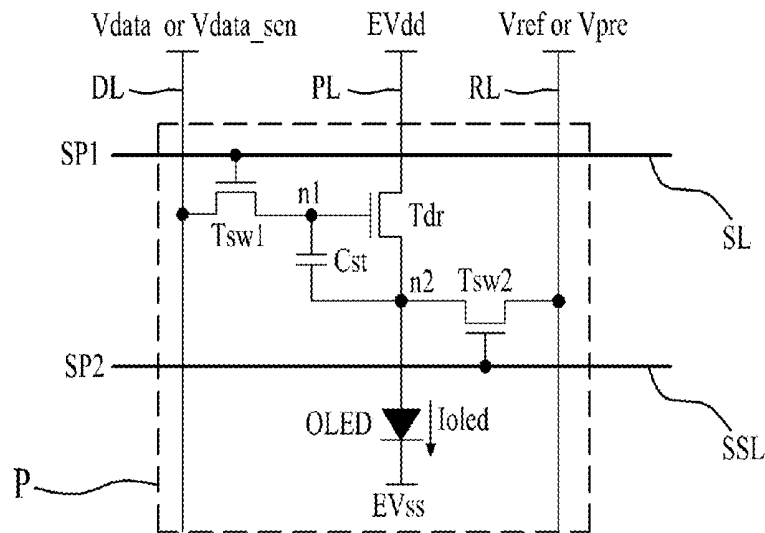 Vdata or Vdata_sen EVdd Vref or Vpre
DL PL RL
SP1
n1 Tdr
Tsw1 SL
Cst
n2 Tsw2
SP2
OLED Ioled
SSL
P
EVss